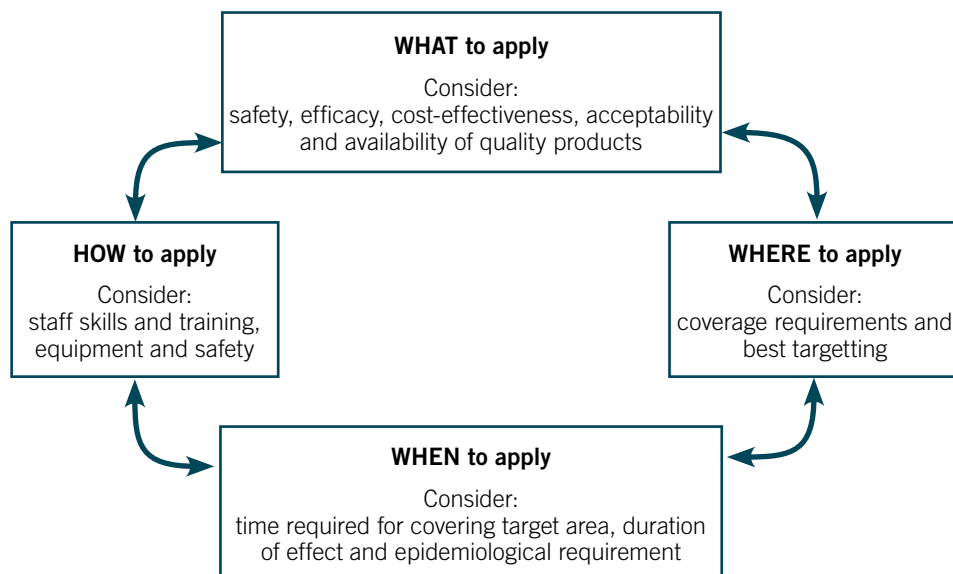 WHAT to apply
Consider:
safety, efficacy, cost-effectiveness, acceptability
and availability of quality products
HOW to apply
Consider:
staff skills and training,
equipment and safety
WHERE to apply
Consider:
coverage requirements and
best targetting
WHEN to apply
Consider:
time required for covering target area, duration
of effect and epidemiological requirement